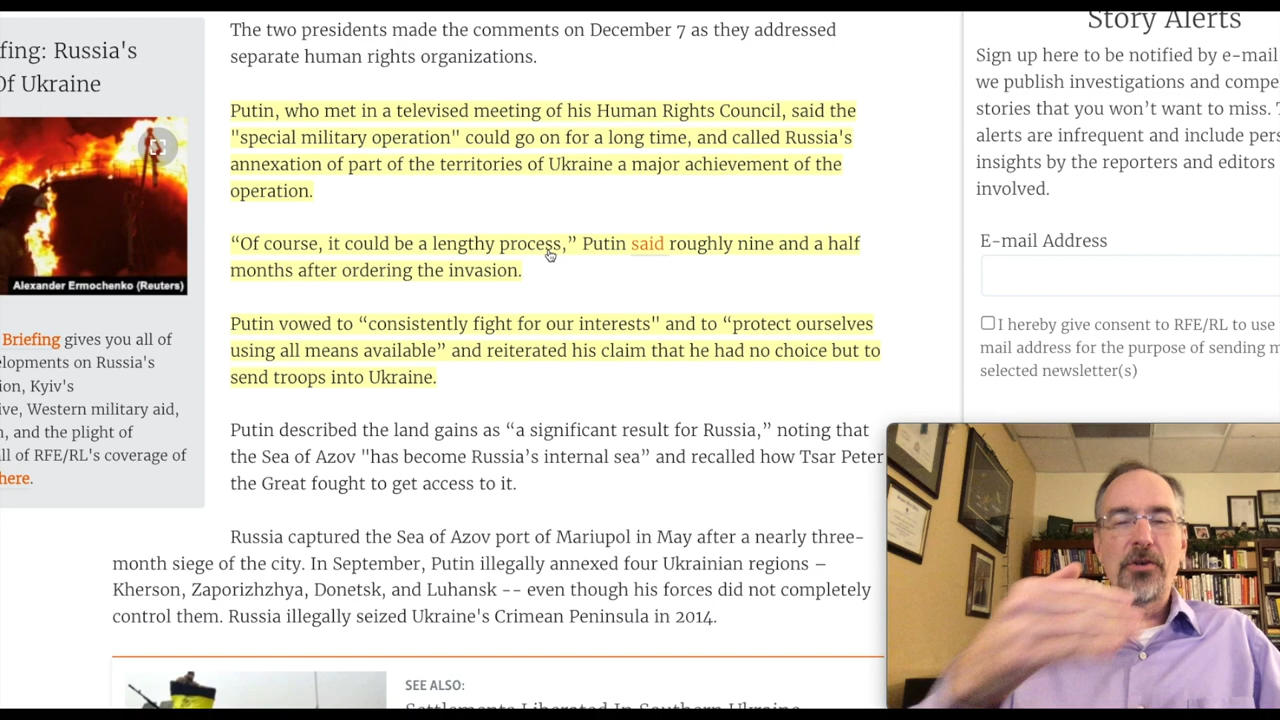 fing: Russia's
Of Ukraine
Alexander Ermochenko (Reuters)
Briefing gives you all of
elopments on Russia's
ion, Kyiv's
ive, Western military aid,
n, and the plight of
ll of RFE/RL's coverage of
here.
The two presidents made the comments on December 7 as they addressed
separate human rights organizations.
Putin, who met in a televised meeting of his Human Rights Council, said the
"special military operation" could go on for a long time, and called Russia's
annexation of part of the territories of Ukraine a major achievement of the
operation.
“Of course, it could be a lengthy process,” Putin said roughly nine and a half
months after ordering the invasion.
Putin vowed to “consistently fight for our interests" and to “protect ourselves
using all means available” and reiterated his claim that he had no choice but to
send troops into Ukraine.
Putin described the land gains as “a significant result for Russia,” noting that
the Sea of Azov "has become Russia’s internal sea” and recalled how Tsar Peter
the Great fought to get access to it.
Russia captured the Sea of Azov port of Mariupol in May after a nearly three-
month siege of the city. In September, Putin illegally annexed four Ukrainian regions –
Kherson, Zaporizhzhya, Donetsk, and Luhansk -- even though his forces did not completely
control them. Russia illegally seized Ukraine's Crimean Peninsula in 2014.
SEE ALSO:
Settlements Liberated In Southern Ukraine
Story Alerts
Sign up here to be notified by e-mail
we publish investigations and compe
stories that you won’t want to miss. T
alerts are infrequent and include pers
insights by the reporters and editors
involved.
E-mail Address
I hereby give consent to RFE/RL to use
mail address for the purpose of sending m
selected newsletter(s)